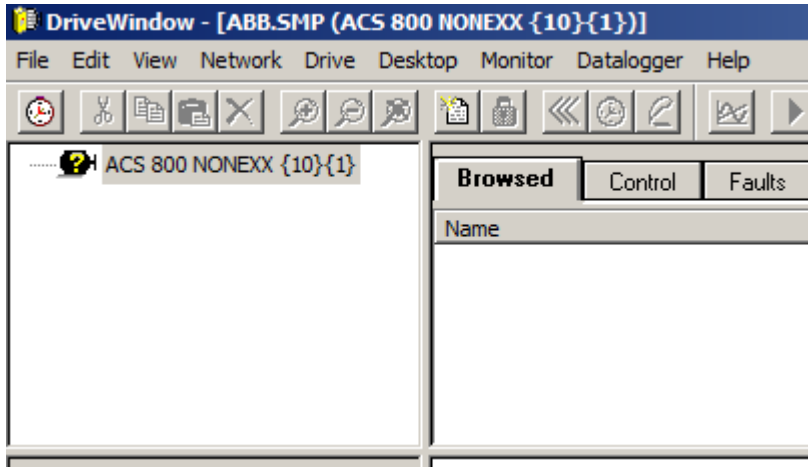 DriveWindow - [ABB.SMP (ACS 800 NONEXX {10}{1})]
File Edit View Network Drive Desktop Monitor Datalogger Help
ACS 800 NONEXX {10}{1}
Browsed Control Faults
Name